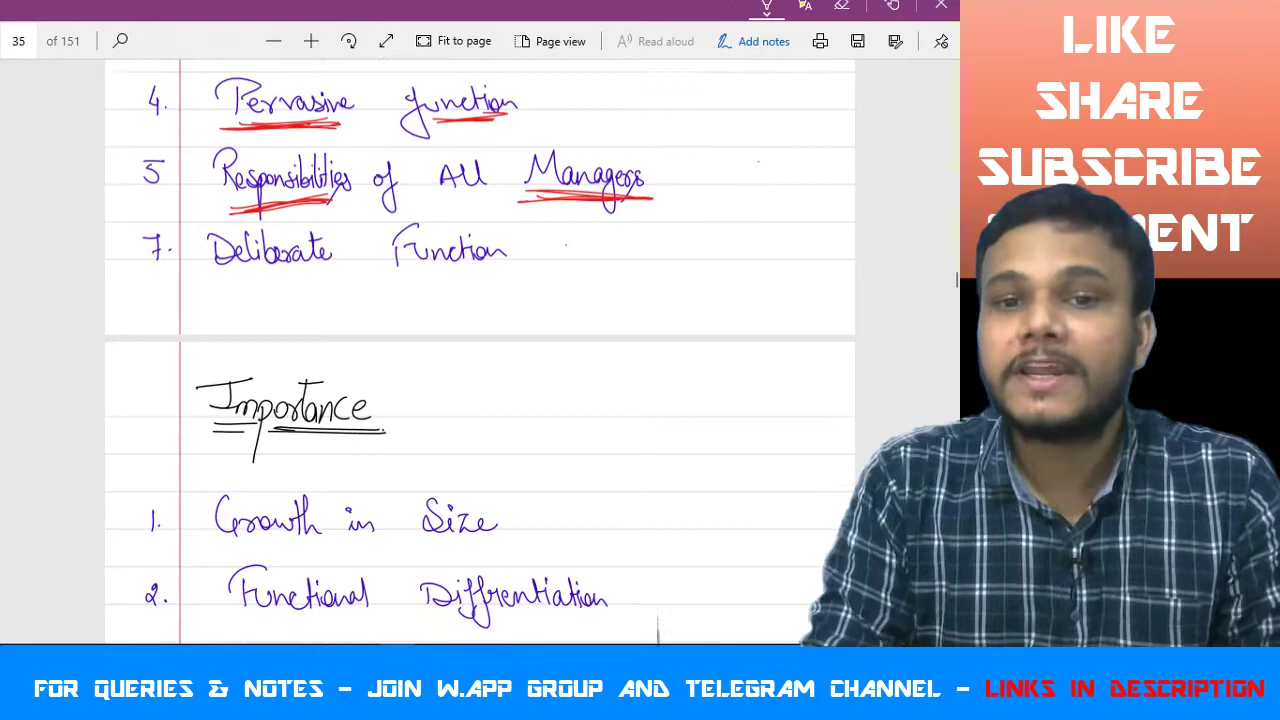 35 of 151 Fit to page Page view Read aloud Add notes
4. Pervasive function
5 Responsibilities of All Managers
7. Deliberate Function
Importance
1. Growth in Size
2. Functional Diffrentiation
LIKE
SHARE
SUBSCRIBE
FOR QUERIES & NOTES - JOIN W.APP GROUP AND TELEGRAM CHANNEL - LINKS IN DESCRIPTION